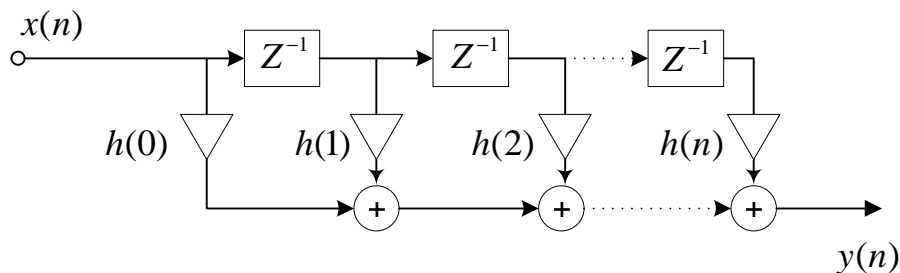 x(n)
Z⁻¹ Z⁻¹ Z⁻¹
h(0) h(1) h(2) h(n)
+ + +
y(n)